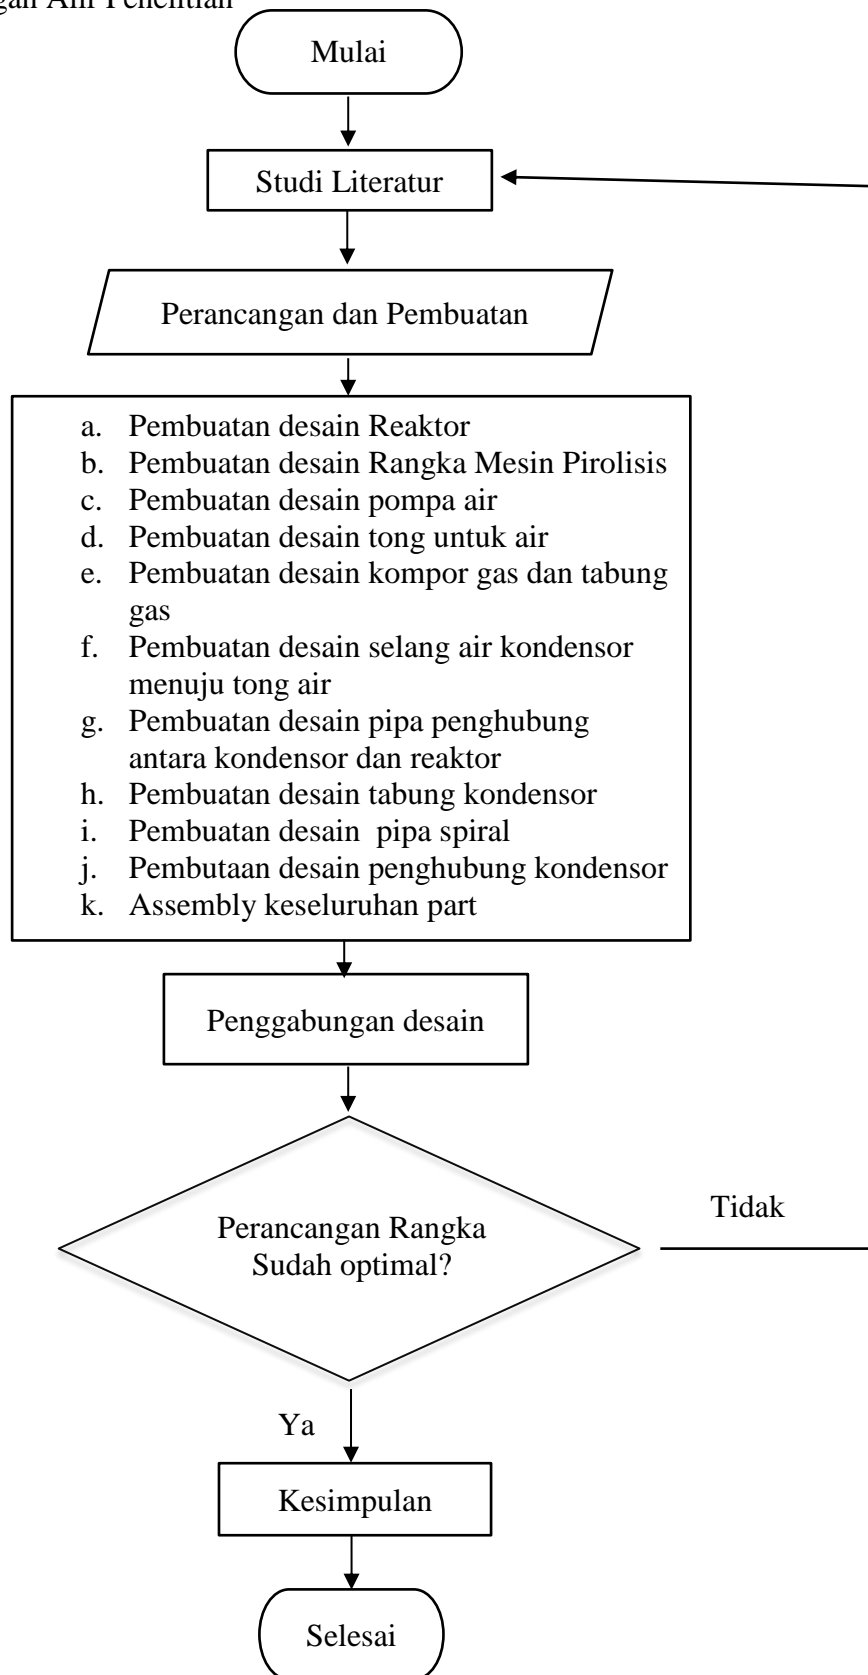 Mulai
Studi Literatur
Perancangan dan Pembuatan
a. Pembuatan desain Reaktor
b. Pembuatan desain Rangka Mesin Pirolisis
c. Pembuatan desain pompa air
d. Pembuatan desain tong untuk air
e. Pembuatan desain kompor gas dan tabung
gas
f. Pembuatan desain selang air kondensor
menuju tong air
g. Pembuatan desain pipa penghubung
antara kondensor dan reaktor
h. Pembuatan desain tabung kondensor
i. Pembuatan desain  pipa spiral
j. Pembutaan desain penghubung kondensor
k. Assembly keseluruhan part
Penggabungan desain
Perancangan Rangka
Sudah optimal?
Tidak
Ya
Kesimpulan
Selesai